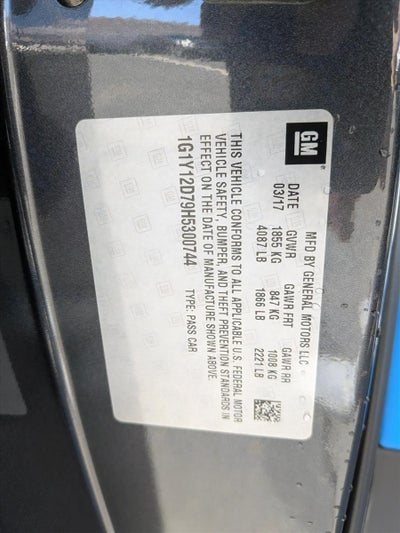 GM
MFD BY GENERAL MOTORS LLC
DATE GVWR GAWR FRT GAWR RR
03/17 1855 KG 847 KG 1008 KG
4087 LB 1866 LB 2221 LB
THIS VEHICLE CONFORMS TO ALL APPLICABLE U.S. FEDERAL MOTOR
VEHICLE SAFETY, BUMPER, AND THEFT PREVENTION STANDARDS IN
EFFECT ON THE DATE OF MANUFACTURE SHOWN ABOVE.
1G1Y12D79H5300744 TYPE: PASS CAR